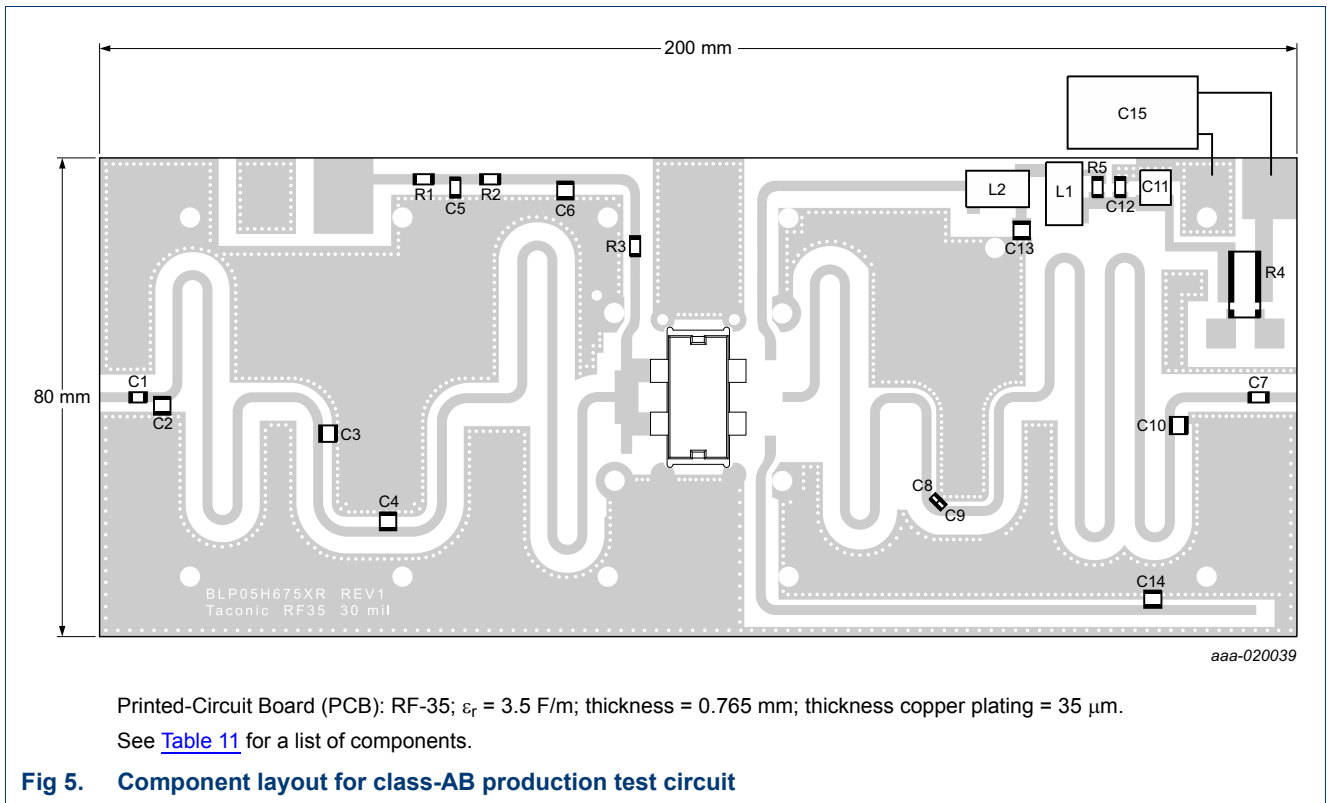 200 mm
C15
R1
C5
R2
C6
R3
L2
L1
R5
C12
C11
C13
R4
80 mm
C1
C2
C3
C4
C7
C10
C8
C9
C14
BLP05H675XR REV1
Taconic RF35 30 mil
aaa-020039
Printed-Circuit Board (PCB): RF-35; εr = 3.5 F/m; thickness = 0.765 mm; thickness copper plating = 35 μm.
See Table 11 for a list of components.
Fig 5. Component layout for class-AB production test circuit